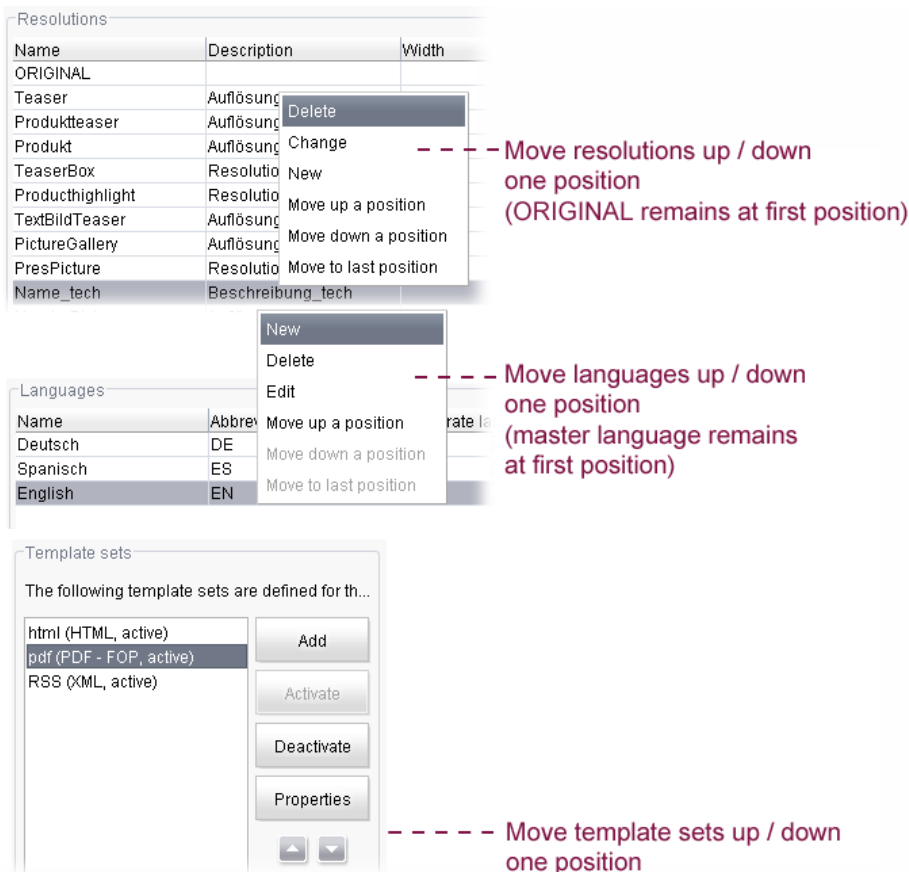 Resolutions
Name Description Width
ORIGINAL
Teaser Auflösung
Produktteaser Auflösung
Produkt Auflösung
TeaserBox Resolutio
Producthighlight Resolutio
TextBildTeaser Auflösung
PictureGallery Auflösung
PresPicture Resolutio
Name_tech Beschreibung_tech
Delete
Change
New
Move up a position
Move down a position
Move to last position
Move resolutions up / down
one position
(ORIGINAL remains at first position)
New
Delete
Edit
Move up a position
Move down a position
Move to last position
Languages
Name Abbrev rate la
Deutsch DE
Spanisch ES
English EN
Move languages up / down
one position
(master language remains
at first position)
Template sets
The following template sets are defined for th...
html (HTML, active)
pdf (PDF - FOP, active)
RSS (XML, active)
Add
Activate
Deactivate
Properties
Move template sets up / down
one position